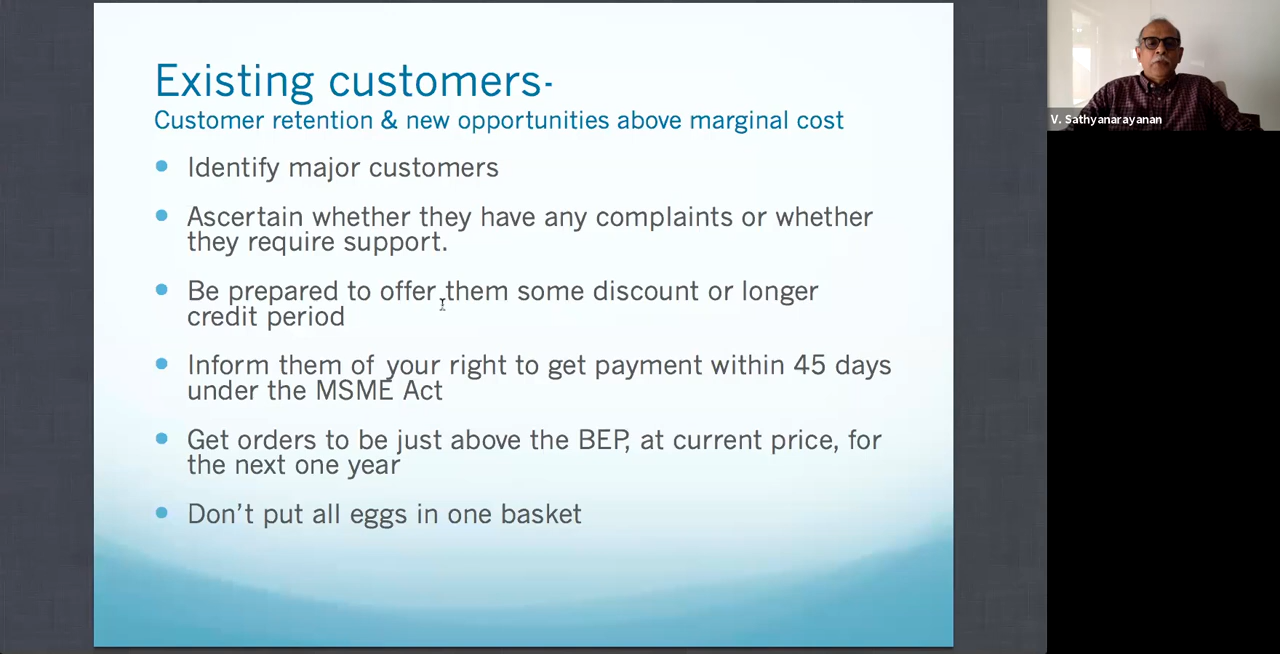 Existing customers-
Customer retention & new opportunities above marginal cost
Identify major customers
Ascertain whether they have any complaints or whether
they require support.
Be prepared to offer them some discount or longer
credit period
Inform them of your right to get payment within 45 days
under the MSME Act
Get orders to be just above the BEP, at current price, for
the next one year
Don't put all eggs in one basket
V. Sathyanarayanan